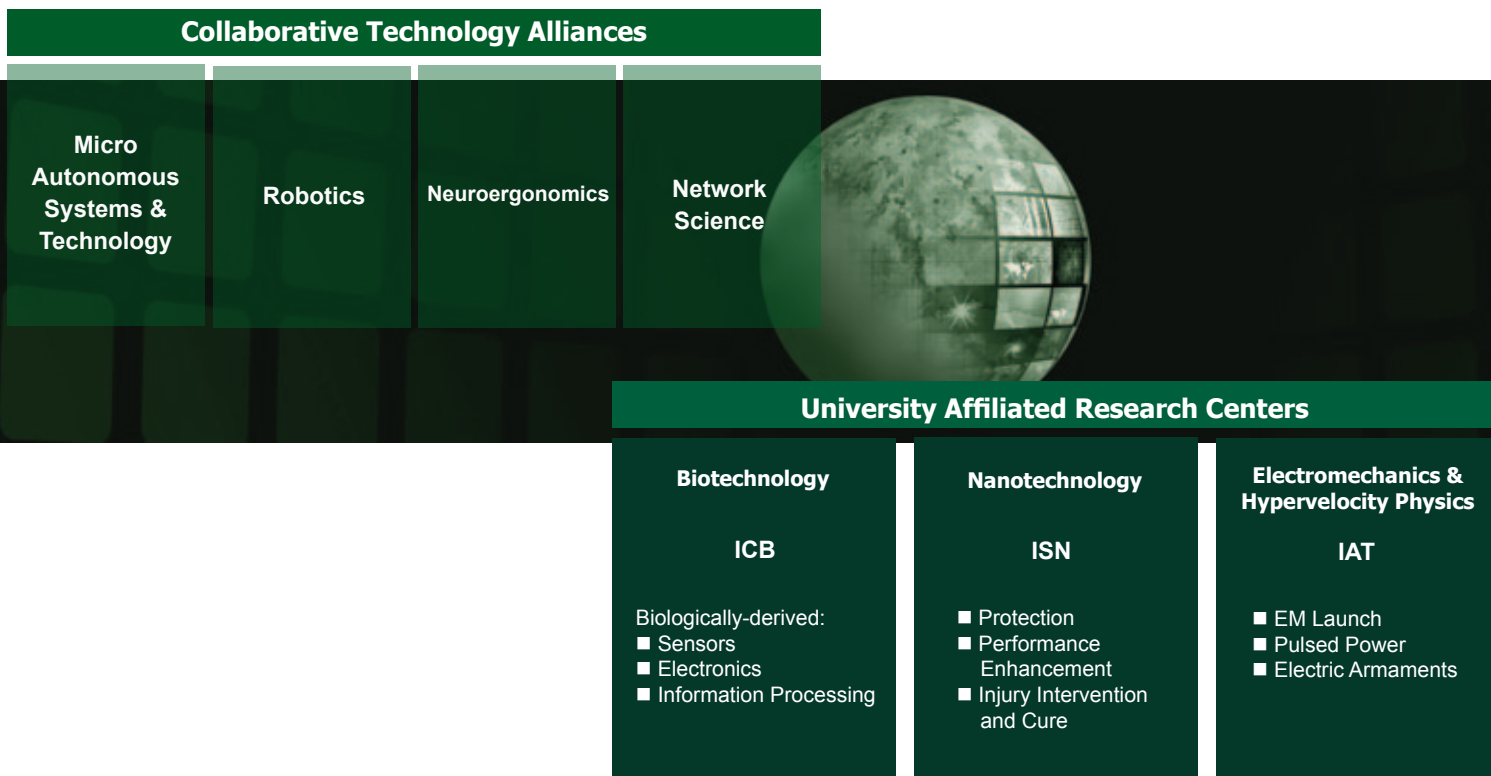 Collaborative Technology Alliances
Micro
Autonomous
Systems &
Technology
Robotics
Neuroergonomics
Network
Science
University Affiliated Research Centers
Biotechnology
ICB
Biologically-derived:
■ Sensors
■ Electronics
■ Information Processing
Nanotechnology
ISN
■ Protection
■ Performance
Enhancement
■ Injury Intervention
and Cure
Electromechanics &
Hypervelocity Physics
IAT
■ EM Launch
■ Pulsed Power
■ Electric Armaments